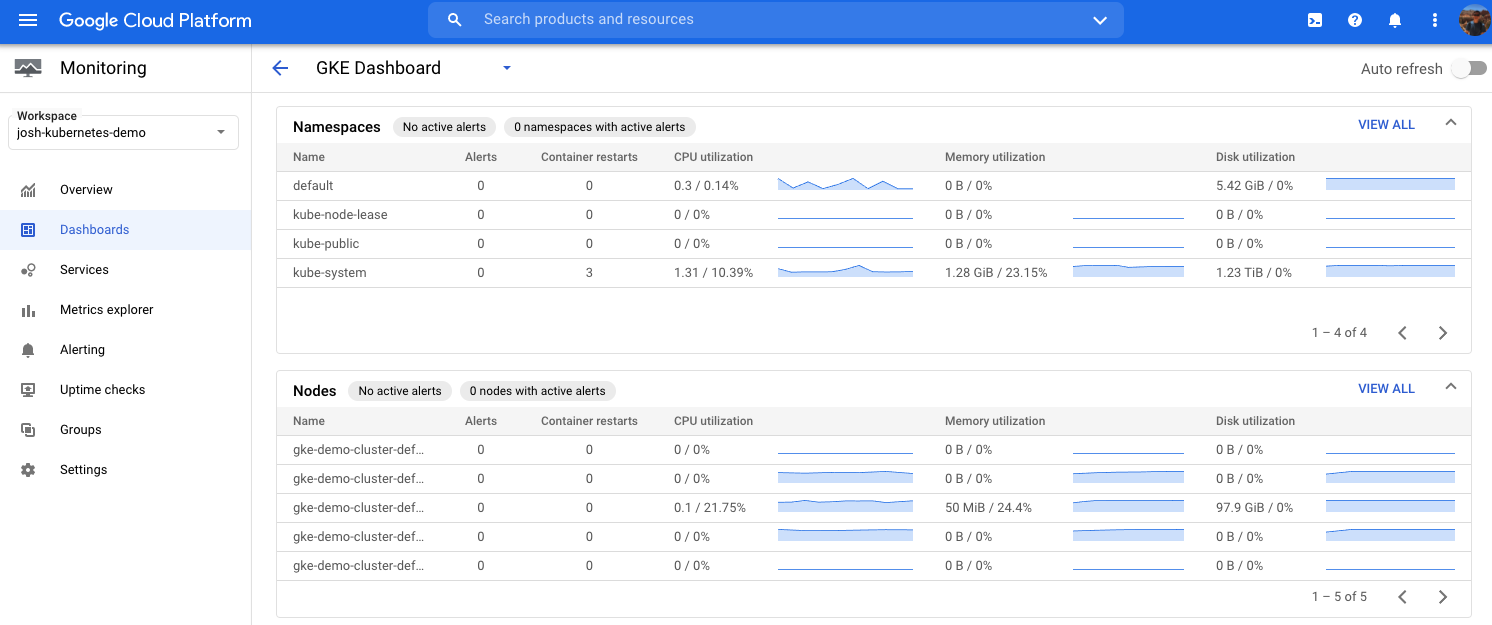 Google Cloud Platform
Search products and resources
Monitoring
GKE Dashboard
Auto refresh
Workspace
josh-kubernetes-demo
Overview
Dashboards
Services
Metrics explorer
Alerting
Uptime checks
Groups
Settings
Namespaces No active alerts 0 namespaces with active alerts VIEW ALL
Name Alerts Container restarts CPU utilization Memory utilization Disk utilization
default 0 0 0.3 / 0.14% 0 B / 0% 5.42 GiB / 0%
kube-node-lease 0 0 0 / 0% 0 B / 0% 0 B / 0%
kube-public 0 0 0 / 0% 0 B / 0% 0 B / 0%
kube-system 0 3 1.31 / 10.39% 1.28 GiB / 23.15% 1.23 TiB / 0%
1 – 4 of 4
Nodes No active alerts 0 nodes with active alerts VIEW ALL
Name Alerts Container restarts CPU utilization Memory utilization Disk utilization
gke-demo-cluster-def... 0 0 0 / 0% 0 B / 0% 0 B / 0%
gke-demo-cluster-def... 0 0 0 / 0% 0 B / 0% 0 B / 0%
gke-demo-cluster-def... 0 0 0.1 / 21.75% 50 MiB / 24.4% 97.9 GiB / 0%
gke-demo-cluster-def... 0 0 0 / 0% 0 B / 0% 0 B / 0%
gke-demo-cluster-def... 0 0 0 / 0% 0 B / 0% 0 B / 0%
1 – 5 of 5